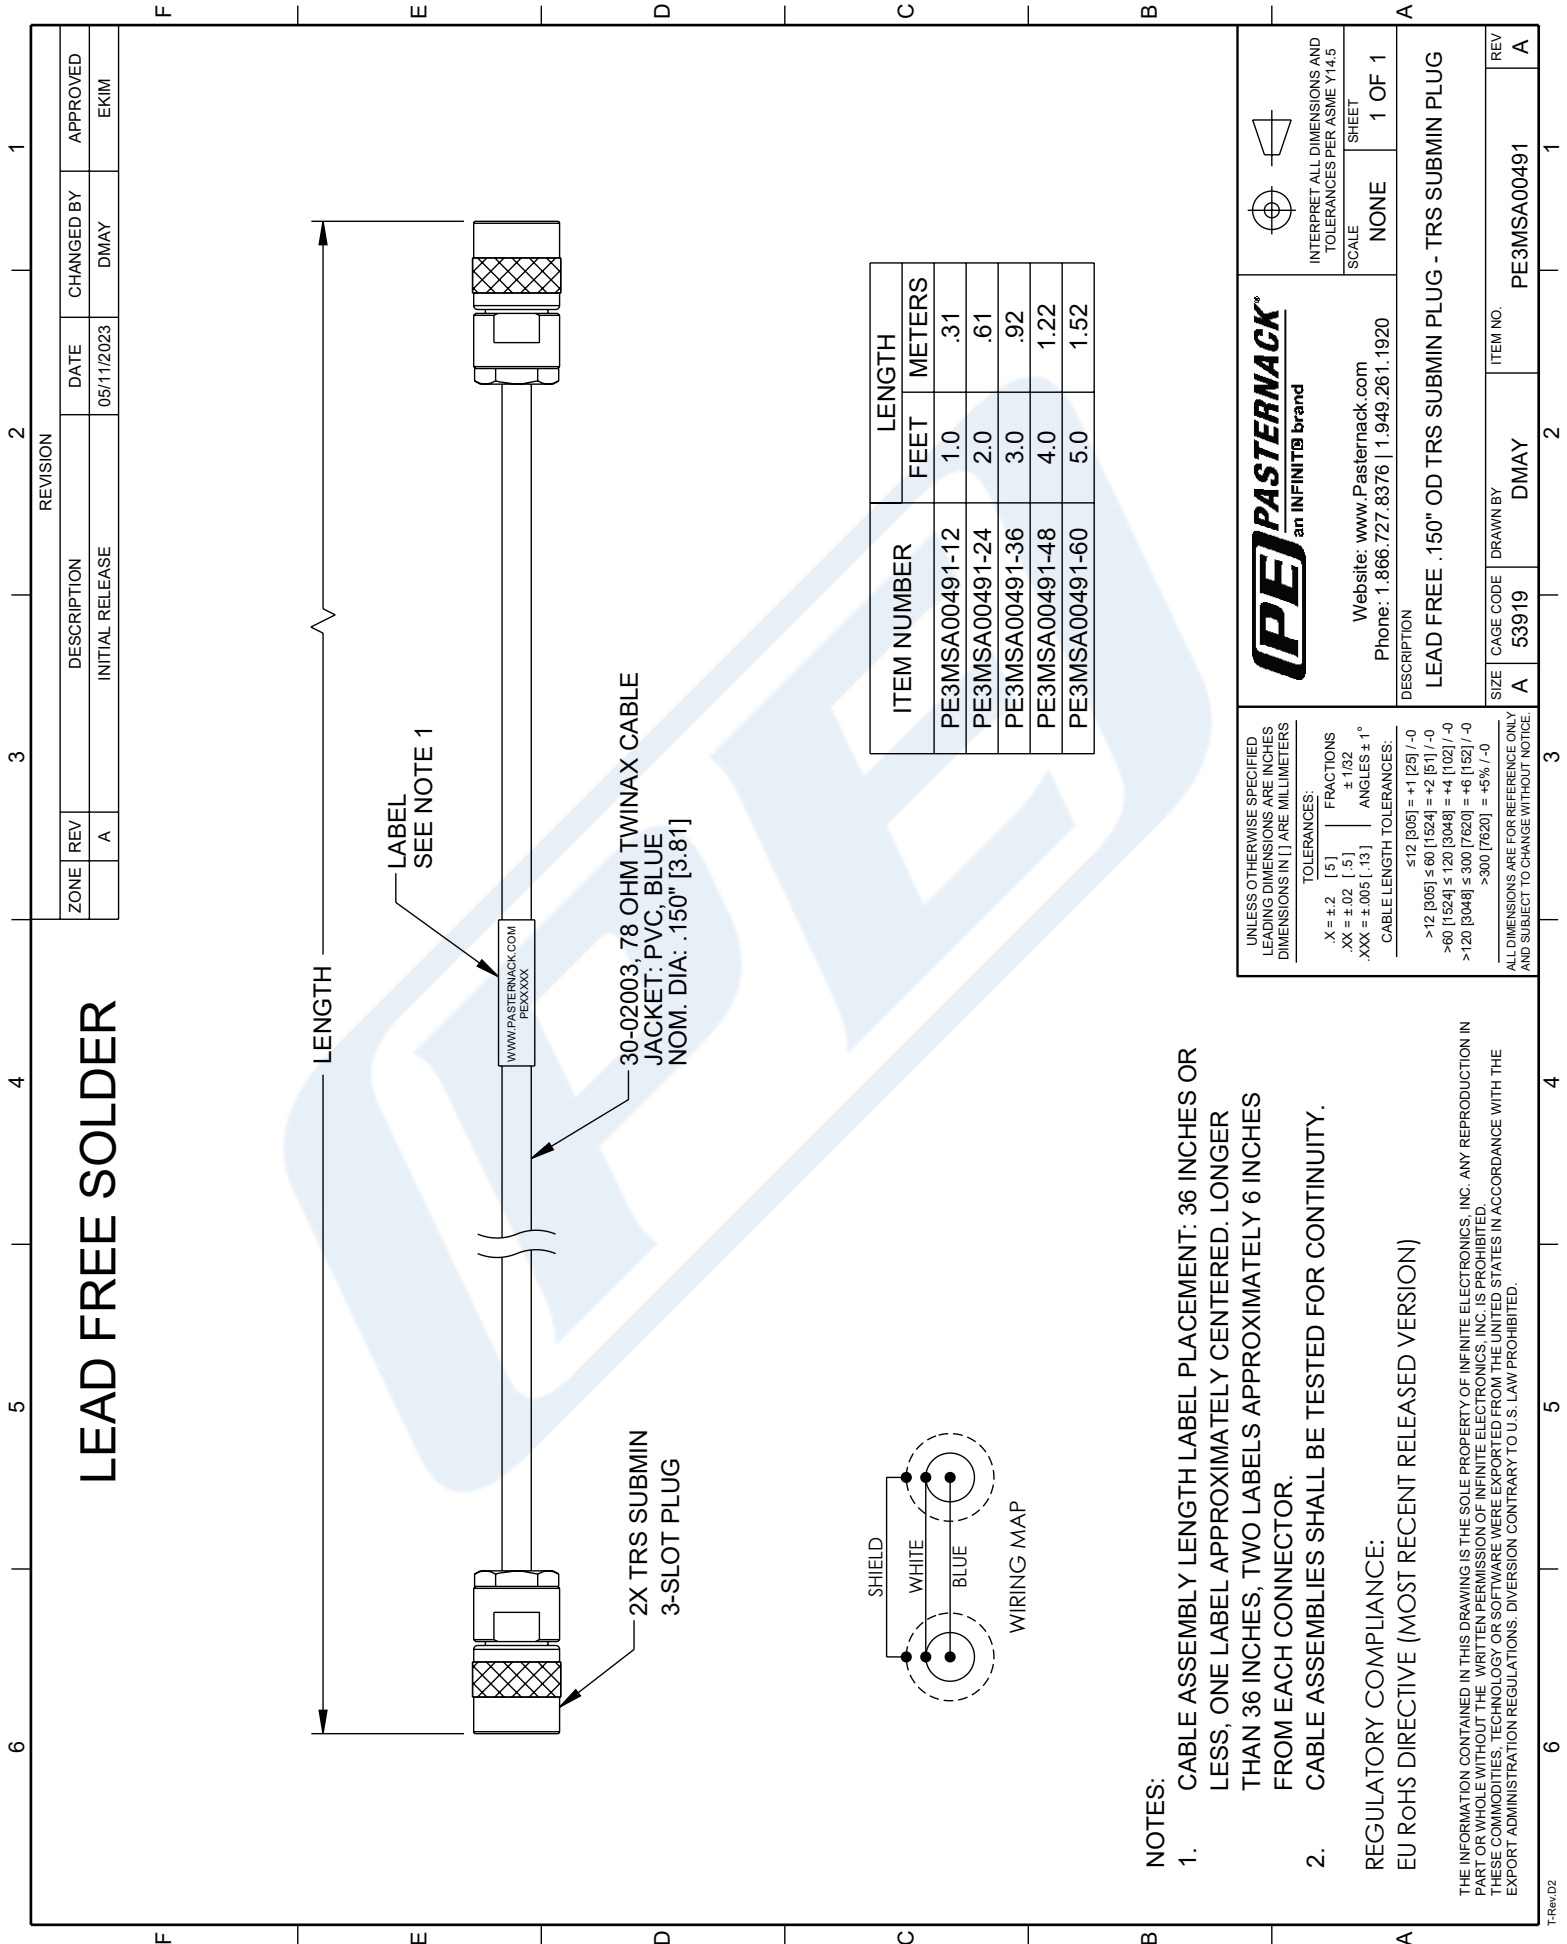 LEAD FREE SOLDER
REVISION
ZONE REV DESCRIPTION DATE CHANGED BY APPROVED
A INITIAL RELEASE 05/11/2023 DMAY EKIM
6 5 4 3 2 1
F E D C B A
LENGTH
LABEL
SEE NOTE 1
WWW.PASTERNACK.COM
PEXXXXX
2X TRS SUBMIN
3-SLOT PLUG
30-02003, 78 OHM TWINAX CABLE
JACKET: PVC, BLUE
NOM. DIA: .150" [3.81]
SHIELD
WHITE
BLUE
WIRING MAP
ITEM NUMBER LENGTH
FEET METERS
PE3MSA00491-12 1.0 .31
PE3MSA00491-24 2.0 .61
PE3MSA00491-36 3.0 .92
PE3MSA00491-48 4.0 1.22
PE3MSA00491-60 5.0 1.52
NOTES:
1. CABLE ASSEMBLY LENGTH LABEL PLACEMENT: 36 INCHES OR
LESS, ONE LABEL APPROXIMATELY CENTERED. LONGER
THAN 36 INCHES, TWO LABELS APPROXIMATELY 6 INCHES
FROM EACH CONNECTOR.
2. CABLE ASSEMBLIES SHALL BE TESTED FOR CONTINUITY.
REGULATORY COMPLIANCE:
EU RoHS DIRECTIVE (MOST RECENT RELEASED VERSION)
THE INFORMATION CONTAINED IN THIS DRAWING IS THE SOLE PROPERTY OF INFINITE ELECTRONICS, INC. ANY REPRODUCTION IN
PART OR WHOLE WITHOUT THE WRITTEN PERMISSION OF INFINITE ELECTRONICS, INC. IS PROHIBITED.
THESE COMMODITIES, TECHNOLOGY OR SOFTWARE WERE EXPORTED FROM THE UNITED STATES IN ACCORDANCE WITH THE
EXPORT ADMINISTRATION REGULATIONS. DIVERSION CONTRARY TO U.S. LAW PROHIBITED.
UNLESS OTHERWISE SPECIFIED
LEADING DIMENSIONS ARE INCHES
DIMENSIONS IN [ ] ARE MILLIMETERS
TOLERANCES:
.X = ±.2 [5] FRACTIONS
.XX = ±.02 [.5] ± 1/32
.XXX = ±.005 [.13] ANGLES ± 1°
CABLE LENGTH TOLERANCES:
≤12 [305] = +1 [25] / -0
>12 [305] ≤ 60 [1524] = +2 [51] / -0
>60 [1524] ≤ 120 [3048] = +4 [102] / -0
>120 [3048] ≤ 300 [7620] = +6 [152] / -0
>300 [7620] = +5% / -0
ALL DIMENSIONS ARE FOR REFERENCE ONLY
AND SUBJECT TO CHANGE WITHOUT NOTICE.
PE PASTERNACK®
an INFINITE brand
Website: www.Pasternack.com
Phone: 1.866.727.8376 | 1.949.261.1920
INTERPRET ALL DIMENSIONS AND
TOLERANCES PER ASME Y14.5
SCALE NONE SHEET 1 OF 1
DESCRIPTION
LEAD FREE .150" OD TRS SUBMIN PLUG - TRS SUBMIN PLUG
SIZE A CAGE CODE 53919 DRAWN BY DMAY ITEM NO. PE3MSA00491 REV A
6 5 4 3 2 1
F E D C B A
T-Rev.D2